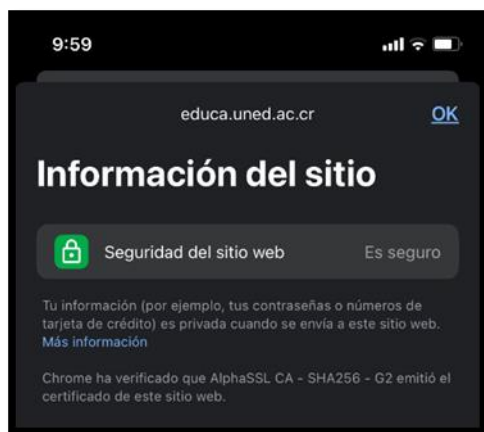 9:59
educa.uned.ac.cr
OK
Información del sitio
Seguridad del sitio web
Es seguro
Tu información (por ejemplo, tus contraseñas o números de
tarjeta de crédito) es privada cuando se envía a este sitio web.
Más información
Chrome ha verificado que AlphaSSL CA - SHA256 - G2 emitió el
certificado de este sitio web.